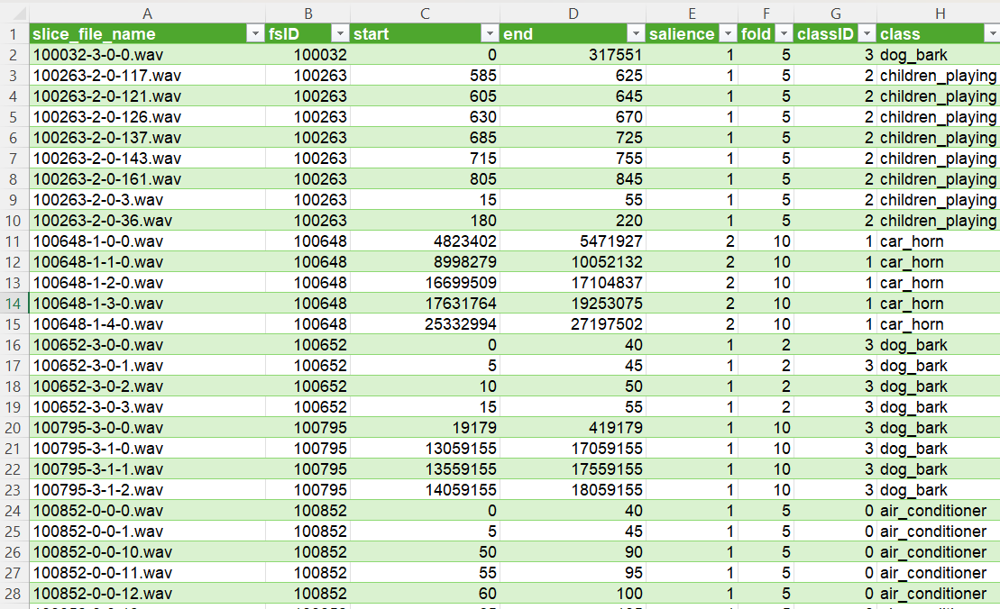 A B C D E F G H
1 slice_file_name fsID start end salience fold classID class
2 100032-3-0-0.wav 100032 0 317551 1 5 3 dog_bark
3 100263-2-0-117.wav 100263 585 625 1 5 2 children_playing
4 100263-2-0-121.wav 100263 605 645 1 5 2 children_playing
5 100263-2-0-126.wav 100263 630 670 1 5 2 children_playing
6 100263-2-0-137.wav 100263 685 725 1 5 2 children_playing
7 100263-2-0-143.wav 100263 715 755 1 5 2 children_playing
8 100263-2-0-161.wav 100263 805 845 1 5 2 children_playing
9 100263-2-0-3.wav 100263 15 55 1 5 2 children_playing
10 100263-2-0-36.wav 100263 180 220 1 5 2 children_playing
11 100648-1-0-0.wav 100648 4823402 5471927 2 10 1 car_horn
12 100648-1-1-0.wav 100648 8998279 10052132 2 10 1 car_horn
13 100648-1-2-0.wav 100648 16699509 17104837 2 10 1 car_horn
14 100648-1-3-0.wav 100648 17631764 19253075 2 10 1 car_horn
15 100648-1-4-0.wav 100648 25332994 27197502 2 10 1 car_horn
16 100652-3-0-0.wav 100652 0 40 1 2 3 dog_bark
17 100652-3-0-1.wav 100652 5 45 1 2 3 dog_bark
18 100652-3-0-2.wav 100652 10 50 1 2 3 dog_bark
19 100652-3-0-3.wav 100652 15 55 1 2 3 dog_bark
20 100795-3-0-0.wav 100795 19179 419179 1 10 3 dog_bark
21 100795-3-1-0.wav 100795 13059155 17059155 1 10 3 dog_bark
22 100795-3-1-1.wav 100795 13559155 17559155 1 10 3 dog_bark
23 100795-3-1-2.wav 100795 14059155 18059155 1 10 3 dog_bark
24 100852-0-0-0.wav 100852 0 40 1 5 0 air_conditioner
25 100852-0-0-1.wav 100852 5 45 1 5 0 air_conditioner
26 100852-0-0-10.wav 100852 50 90 1 5 0 air_conditioner
27 100852-0-0-11.wav 100852 55 95 1 5 0 air_conditioner
28 100852-0-0-12.wav 100852 60 100 1 5 0 air_conditioner